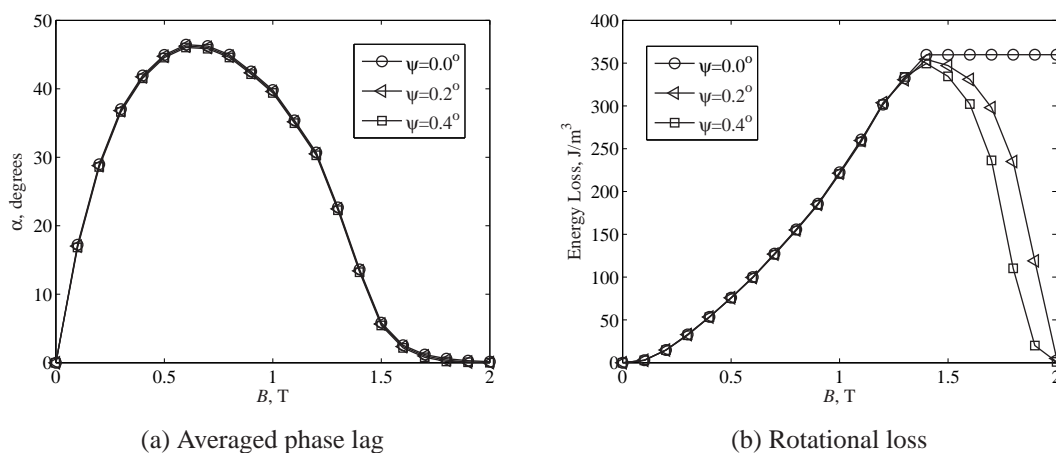 50
40
30
20
10
0
α, degrees
0
0.5
1
1.5
2
B, T
ψ=0.0°
ψ=0.2°
ψ=0.4°
(a) Averaged phase lag
400
350
300
250
200
150
100
50
0
Energy Loss, J/m³
0
0.5
1
1.5
2
B, T
ψ=0.0°
ψ=0.2°
ψ=0.4°
(b) Rotational loss